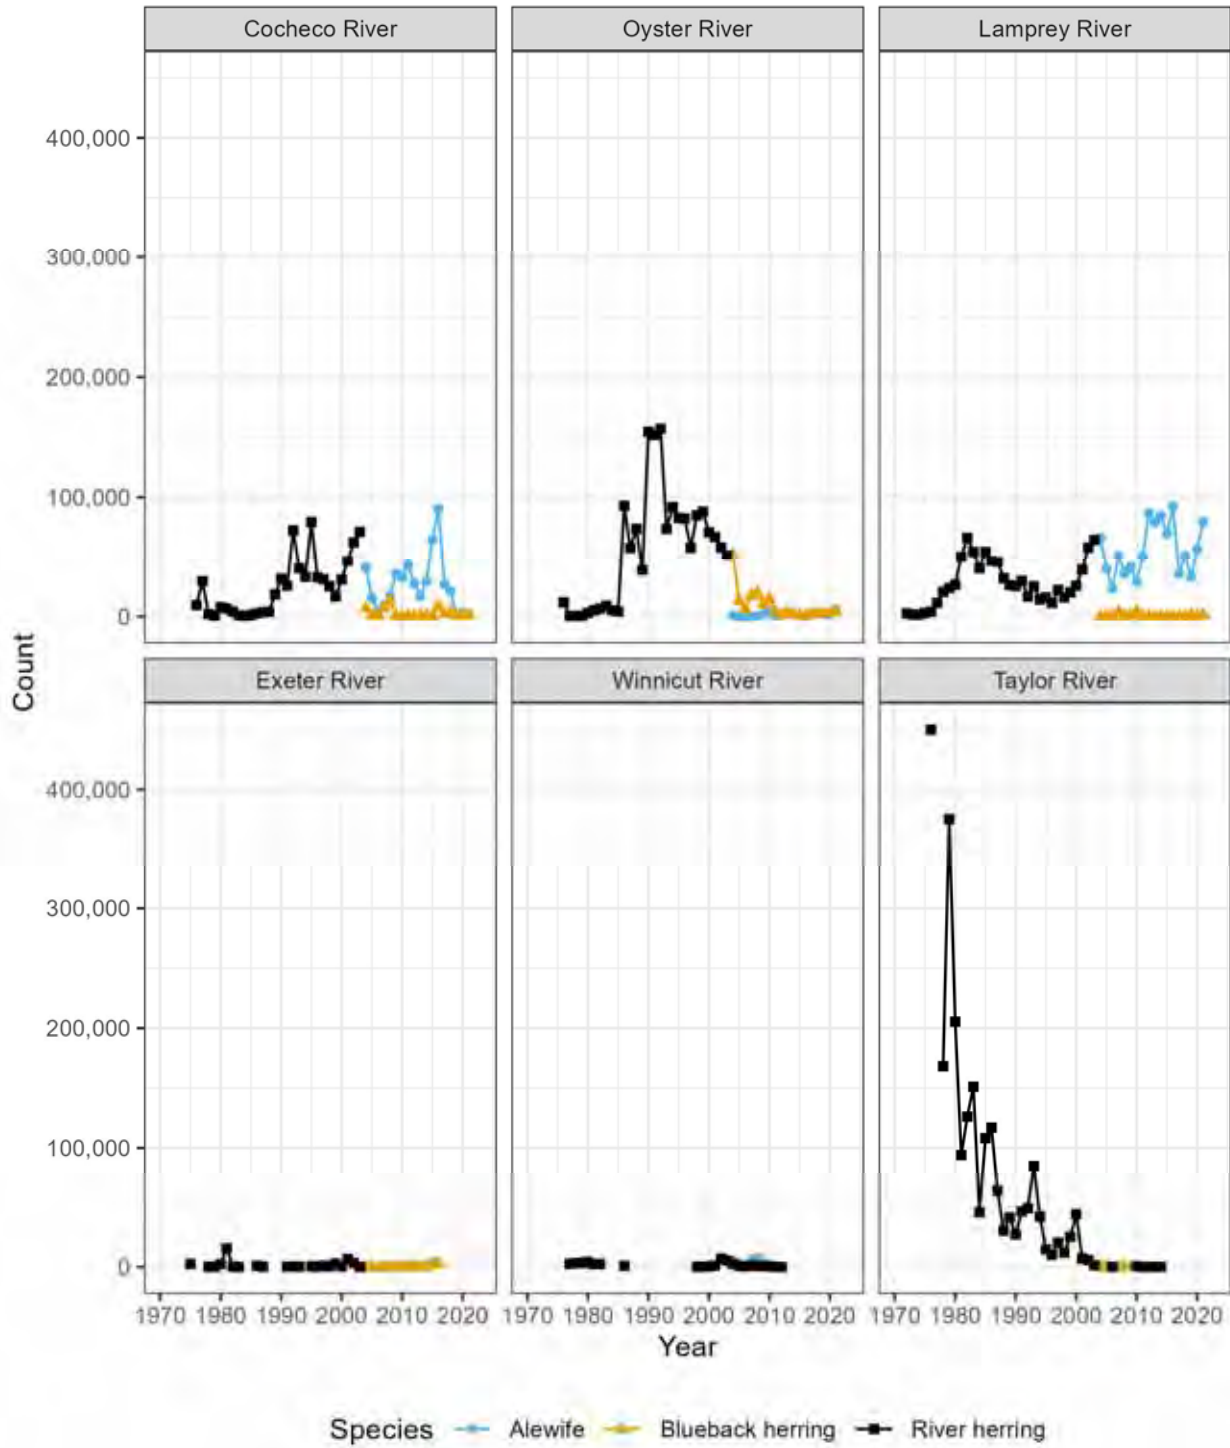 Cocheco River Oyster River Lamprey River
400,000
300,000
200,000
100,000
0
Count
Exeter River Winnicut River Taylor River
400,000
300,000
200,000
100,000
0
1970 1980 1990 2000 2010 2020 1970 1980 1990 2000 2010 2020 1970 1980 1990 2000 2010 2020
Year
Species Alewife Blueback herring River herring